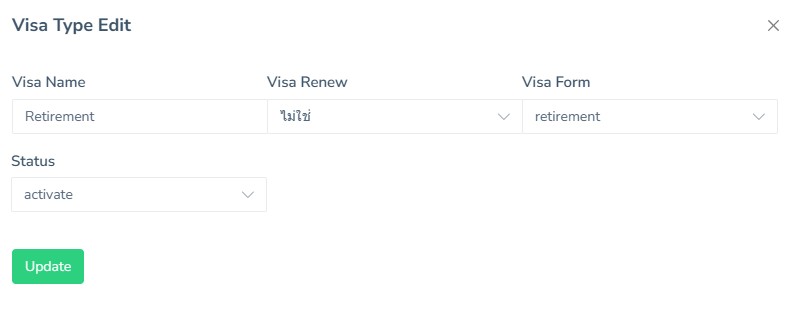 Visa Type Edit
Visa Name Visa Renew Visa Form
Retirement ไม่ใช่ retirement
Status
activate
Update